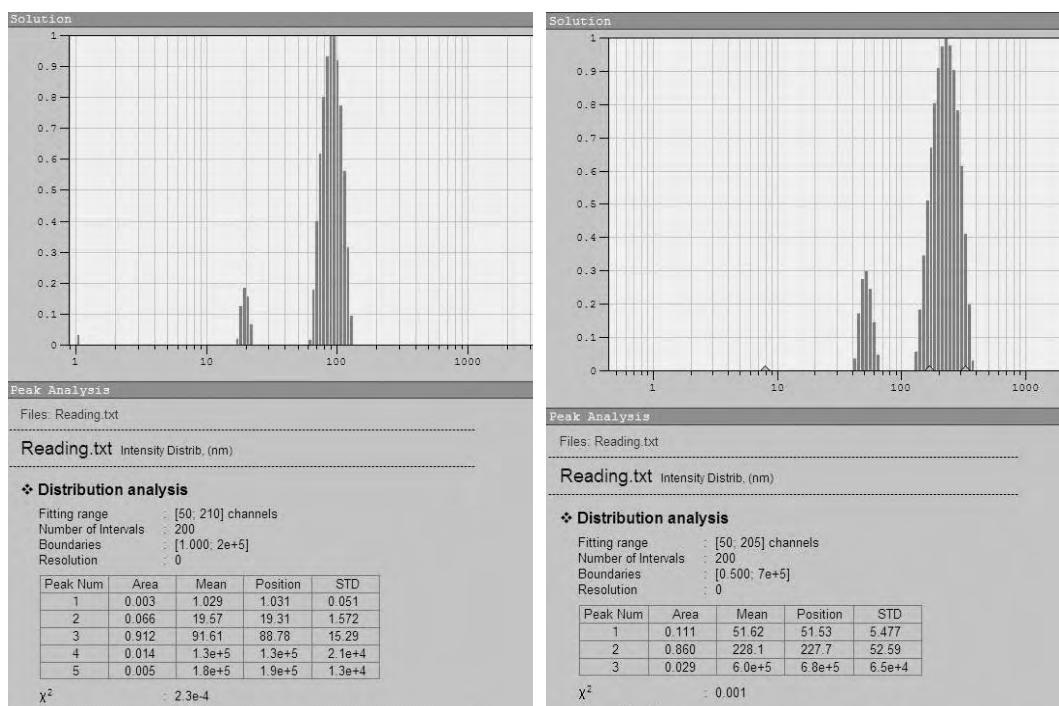 Solution
1
0.9
0.8
0.7
0.6
0.5
0.4
0.3
0.2
0.1
0
1 10 100 1000
Peak Analysis
Files: Reading.txt
Reading.txt Intensity Distrib, (nm)
❖ Distribution analysis
Fitting range : [50; 210] channels
Number of Intervals : 200
Boundaries : [1.000; 2e+5]
Resolution : 0
Peak Num Area Mean Position STD
1 0.003 1.029 1.031 0.051
2 0.066 19.57 19.31 1.572
3 0.912 91.61 88.78 15.29
4 0.014 1.3e+5 1.3e+5 2.1e+4
5 0.005 1.8e+5 1.9e+5 1.3e+4
χ² : 2.3e-4
Solution
1
0.9
0.8
0.7
0.6
0.5
0.4
0.3
0.2
0.1
0
1 10 100 1000
Peak Analysis
Files: Reading.txt
Reading.txt Intensity Distrib, (nm)
❖ Distribution analysis
Fitting range : [50; 205] channels
Number of Intervals : 200
Boundaries : [0.500; 7e+5]
Resolution : 0
Peak Num Area Mean Position STD
1 0.111 51.62 51.53 5.477
2 0.860 228.1 227.7 52.59
3 0.029 6.0e+5 6.8e+5 6.5e+4
χ² : 0.001